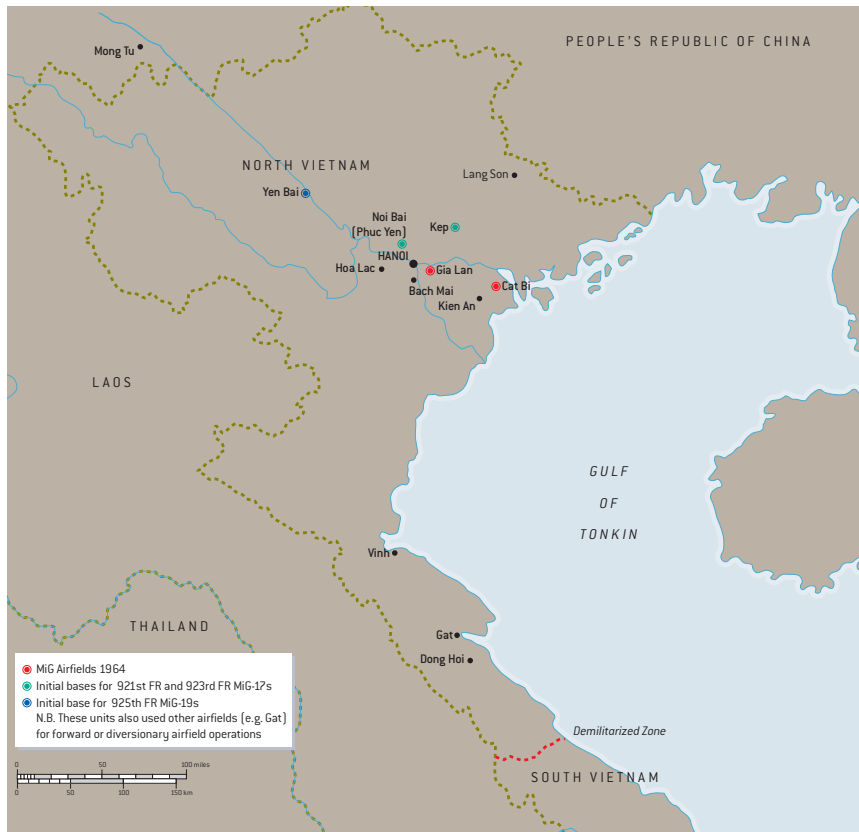 PEOPLE'S REPUBLIC OF CHINA
Mong Tu
NORTH VIETNAM
Lang Son
Yen Bai
Noi Bai
(Phuc Yen)
Kep
HANOI
Hoa Lac
Gia Lan
Bach Mai
Cat Bi
Kien An
LAOS
GULF
OF
TONKIN
Vinh
THAILAND
Gat
Dong Hoi
MiG Airfields 1964
Initial bases for 921st FR and 923rd FR MiG-17s
Initial base for 925th FR MiG-19s
N.B. These units also used other airfields (e.g. Gat)
for forward or diversionary airfield operations
Demilitarized Zone
SOUTH VIETNAM
0 50 100 miles
0 50 100 150 km